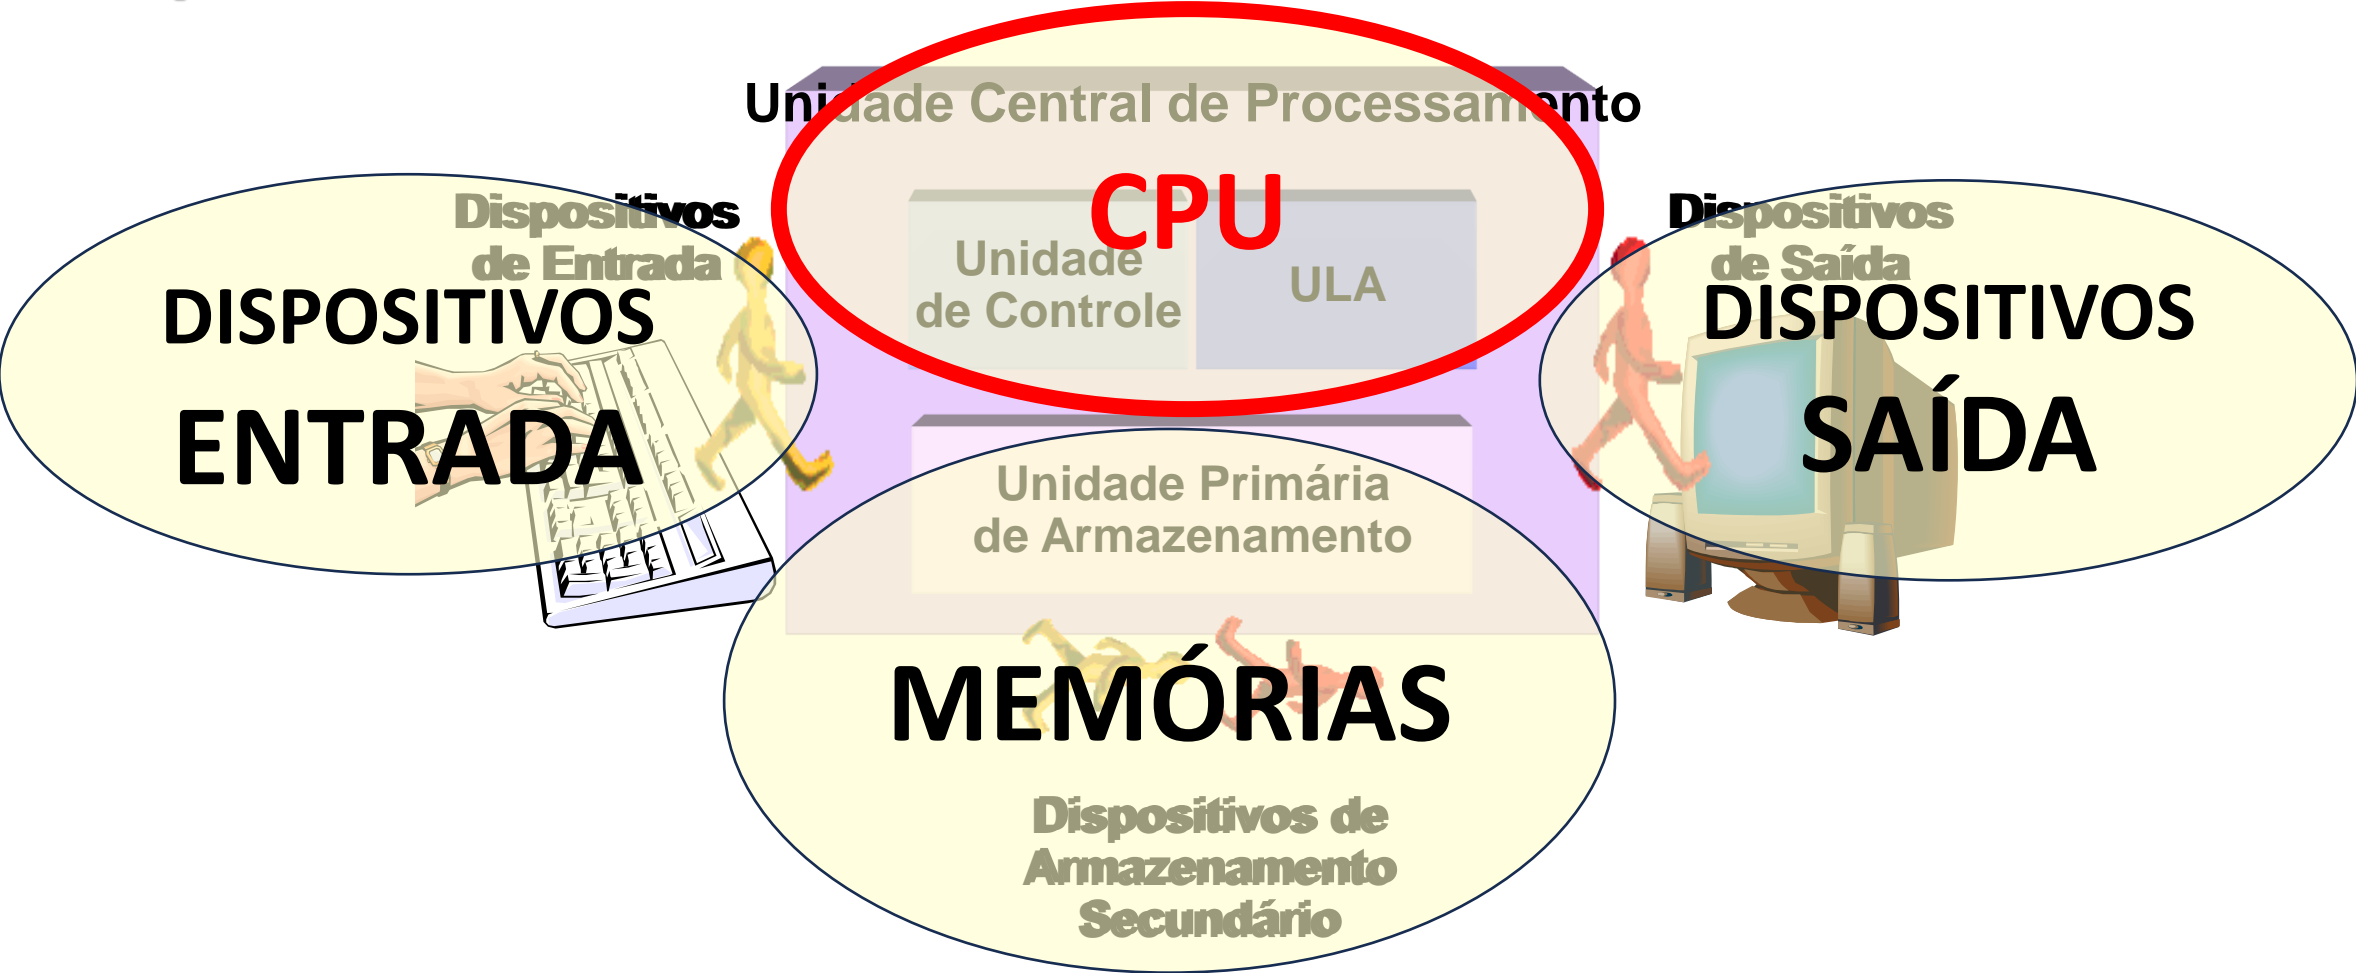 Unidade Central de Processamento
CPU
Dispositivos
de Entrada
DISPOSITIVOS
ENTRADA
Unidade
de Controle
ULA
Dispositivos
de Saída
DISPOSITIVOS
SAÍDA
Unidade Primária
de Armazenamento
MEMÓRIAS
Dispositivos de
Armazenamento
Secundário